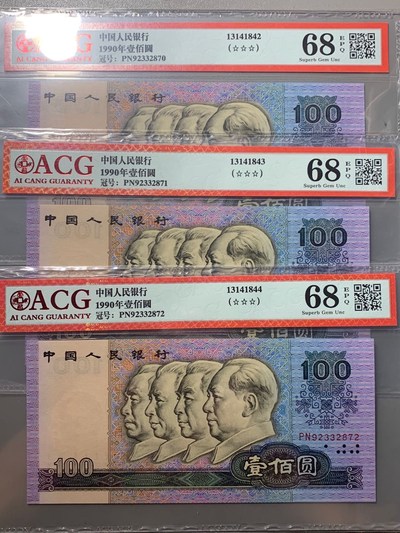 ACG
AI CANG GUARANTY
中国人民银行
1990年壹佰圓
冠号: PN92332870
13141842
(☆☆☆)
68
EPQ
Superb Gem Unc
中国人民银行
100
ACG
AI CANG GUARANTY
中国人民银行
1990年壹佰圓
冠号: PN92332871
13141843
(☆☆☆)
68
EPQ
Superb Gem Unc
中国人民银行
100
ACG
AI CANG GUARANTY
中国人民银行
1990年壹佰圓
冠号: PN92332872
13141844
(☆☆☆)
68
EPQ
Superb Gem Unc
中国人民银行
100
PN92332872
100
壹佰圆